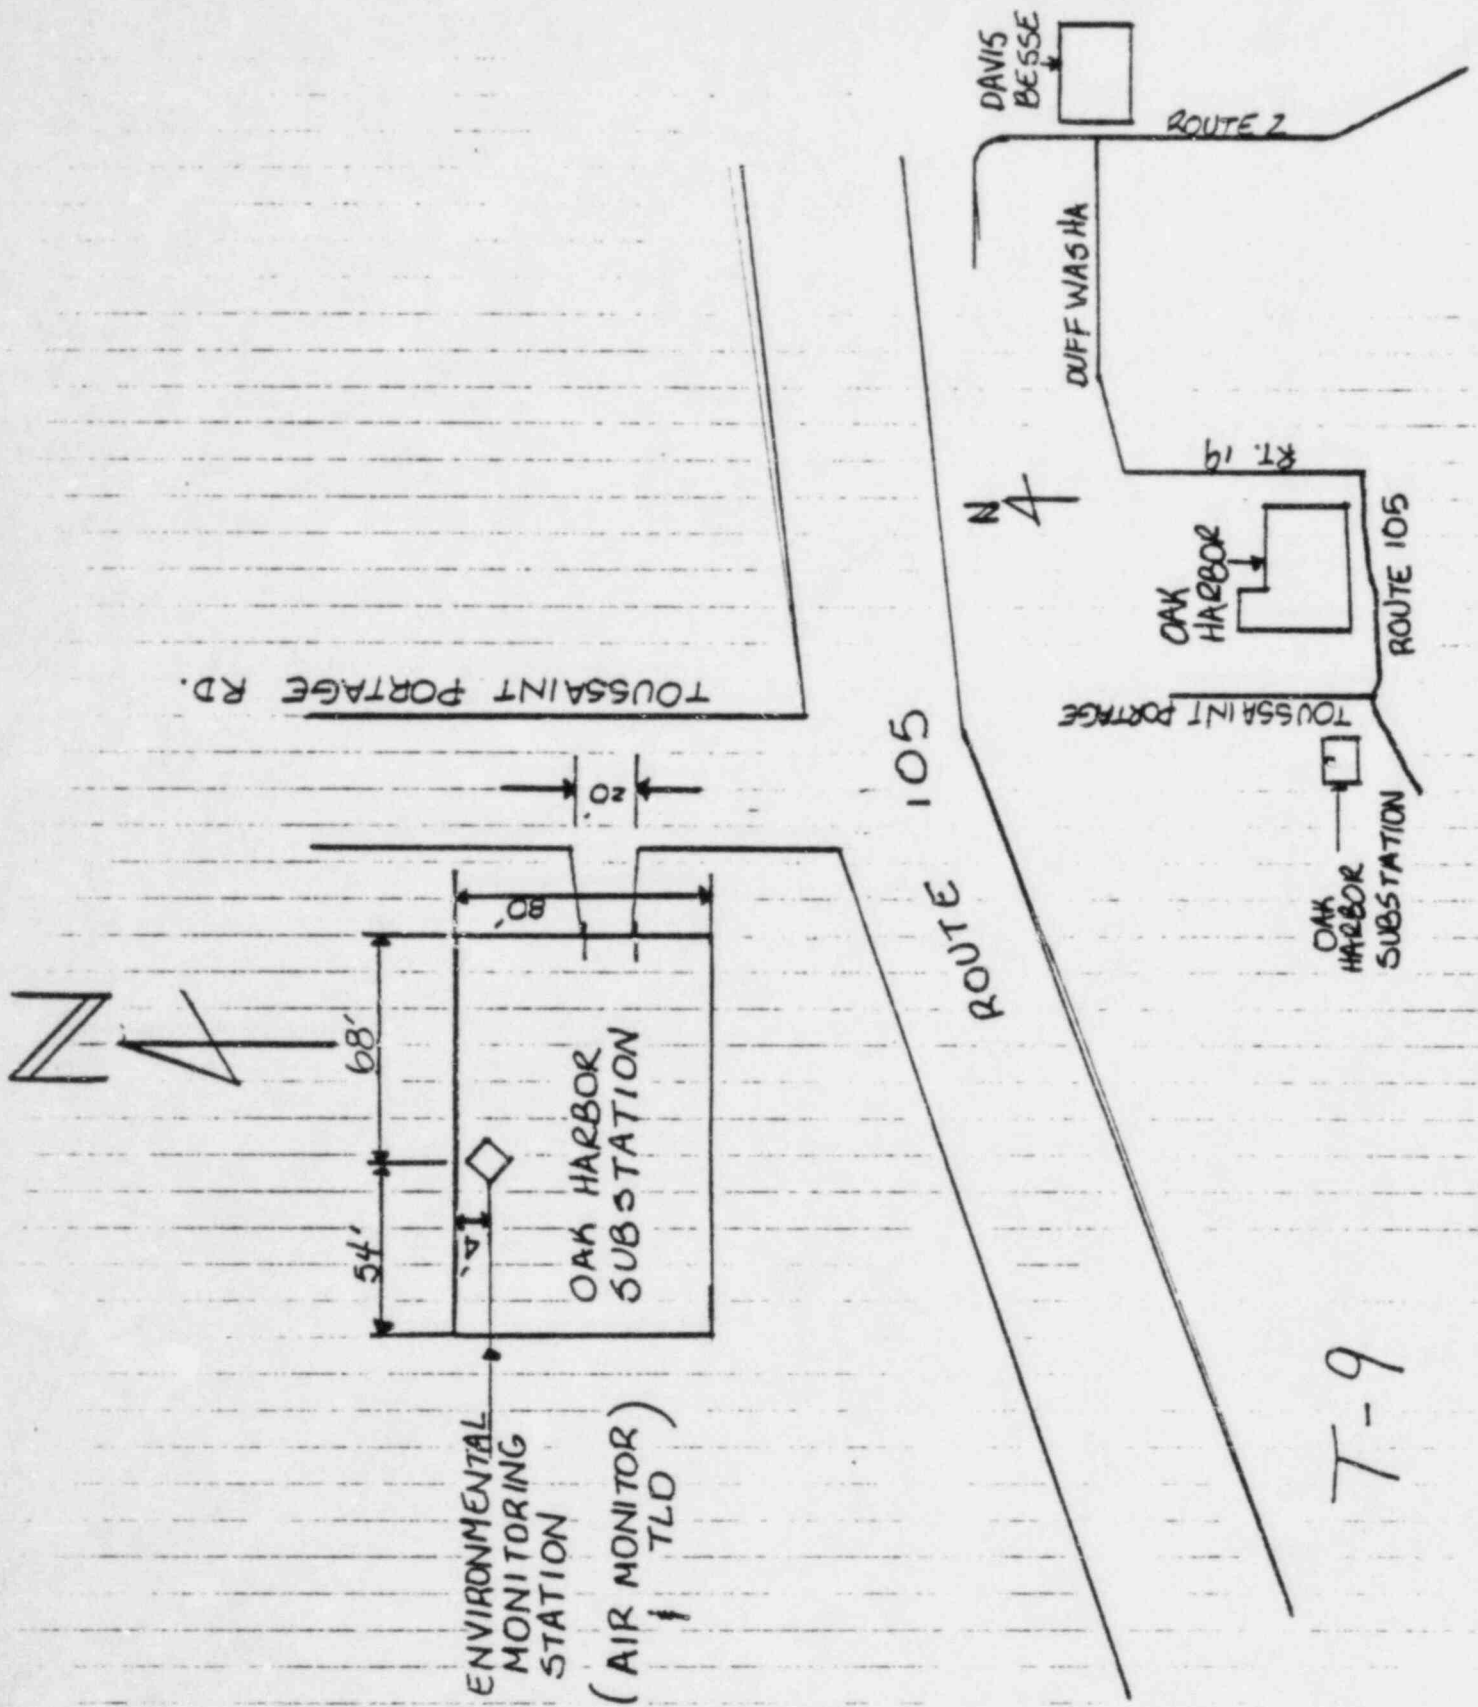 N
54'
68'
80'
20'
TOUSSAINT PORTAGE RD.
ENVIRONMENTAL
MONITORING
STATION
(AIR MONITOR)
TLD
OAK HARBOR
SUBSTATION
ROUTE 105
N
DAVIS
BESSE
ROUTE 2
DUFF WASHA
RT. 19
OAK
HARBOR
ROUTE 105
TOUSSAINT PORTAGE
OAK
HARBOR
SUBSTATION
T-9